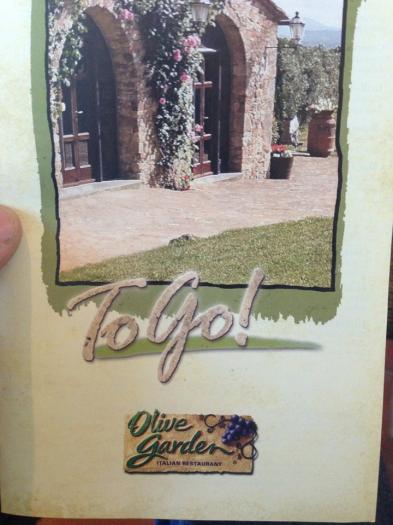 To Go!
Olive
Garden
ITALIAN RESTAURANT